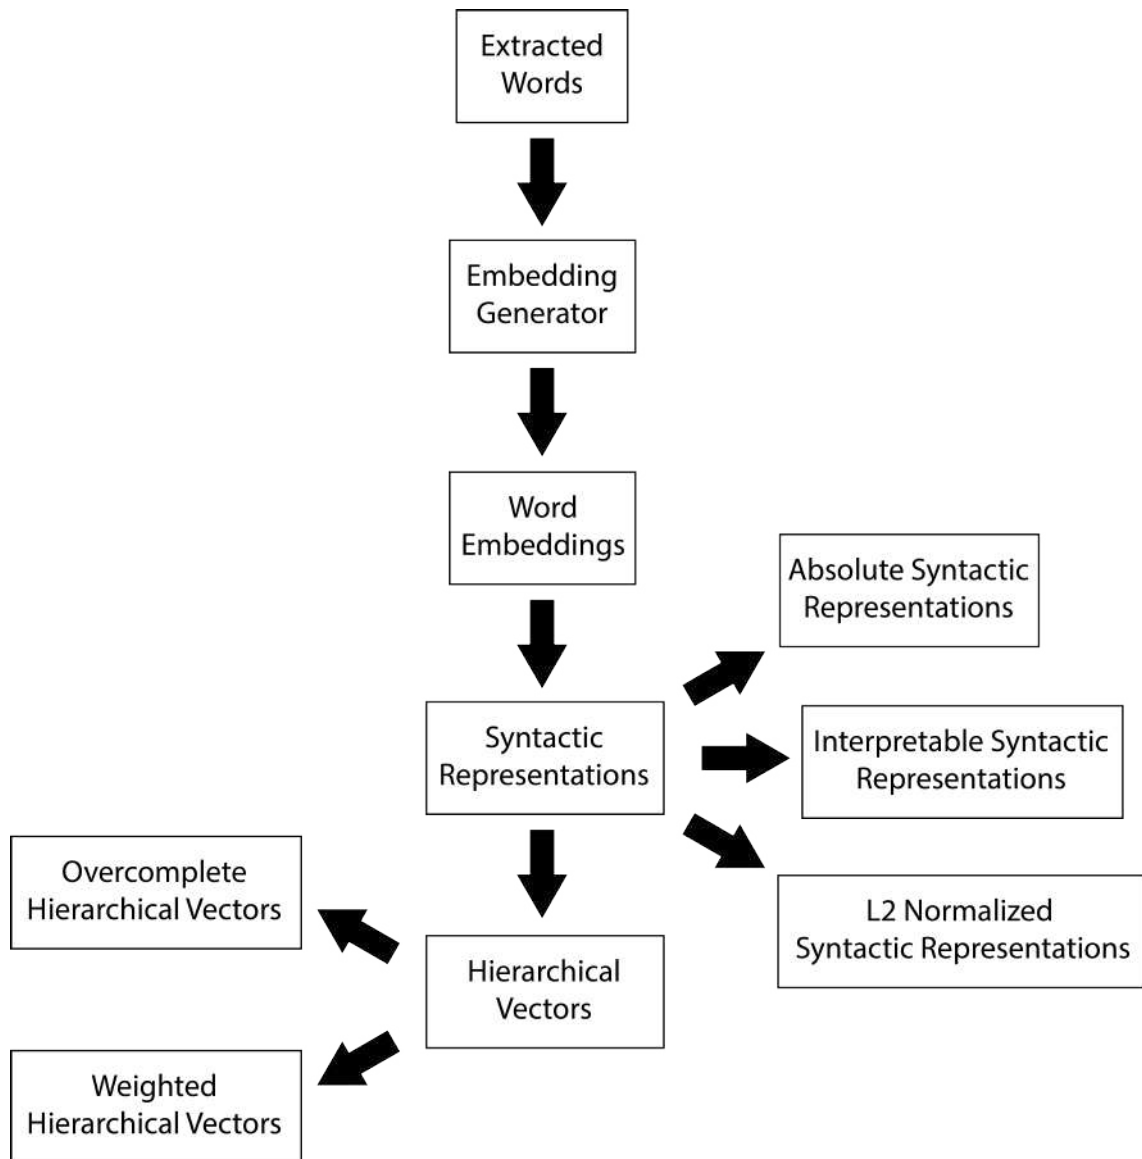 Extracted
Words
Embedding
Generator
Word
Embeddings
Absolute Syntactic
Representations
Syntactic
Representations
Interpretable Syntactic
Representations
L2 Normalized
Syntactic Representations
Overcomplete
Hierarchical Vectors
Hierarchical
Vectors
Weighted
Hierarchical Vectors